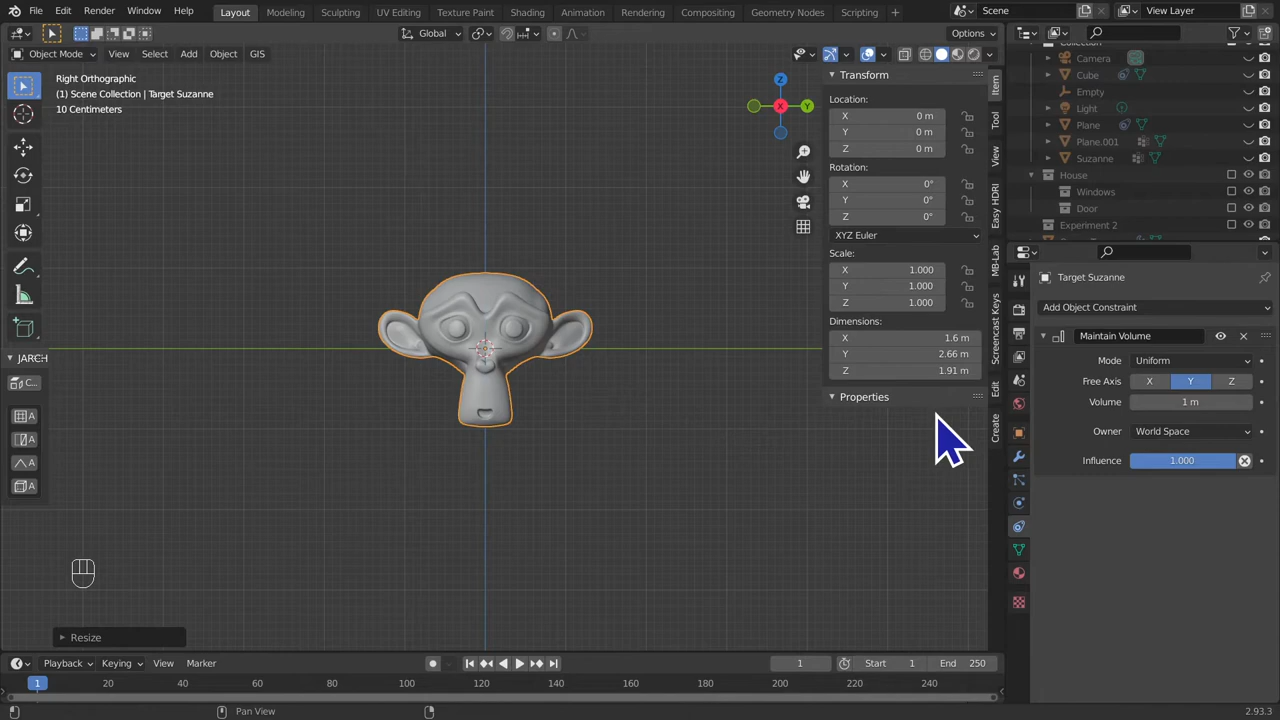 File Edit Render Window Help
Layout Modeling Sculpting UV Editing Texture Paint Shading Animation Rendering Compositing Geometry Nodes Scripting +
Scene
View Layer
Object Mode View Select Add Object GIS
Global
Options
Right Orthographic
(1) Scene Collection | Target Suzanne
10 Centimeters
Z
Y
X
JARCH
C...
A
A
A
A
Resize
Transform
Location:
X 0 m
Y 0 m
Z 0 m
Rotation:
X 0°
Y 0°
Z 0°
XYZ Euler
Scale:
X 1.000
Y 1.000
Z 1.000
Dimensions:
X 1.6 m
Y 2.66 m
Z 1.91 m
Properties
Item
Tool
View
Easy HDRI
MB-Lab
Screencast Keys
Edit
Create
Collection
Camera
Cube
Empty
Light
Plane
Plane.001
Suzanne
House
Windows
Door
Experiment 2
Target Suzanne
Add Object Constraint
Maintain Volume
Mode Uniform
Free Axis X Y Z
Volume 1 m
Owner World Space
Influence 1.000
Playback Keying View Marker
1
Start 1
End 250
1 20 40 60 80 100 120 140 160 180 200 220 240
Pan View
2.93.3